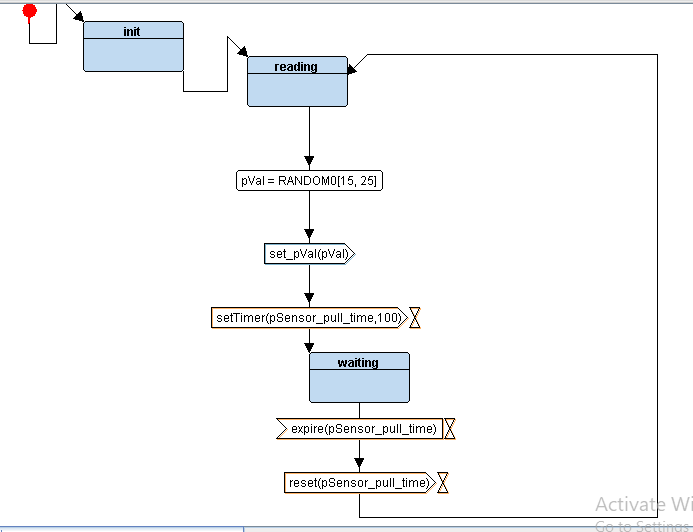 init
reading
pVal = RANDOM0[15, 25]
set_pVal(pVal)
setTimer(pSensor_pull_time,100)
waiting
expire(pSensor_pull_time)
reset(pSensor_pull_time)
Activate Wi
Go to Settings